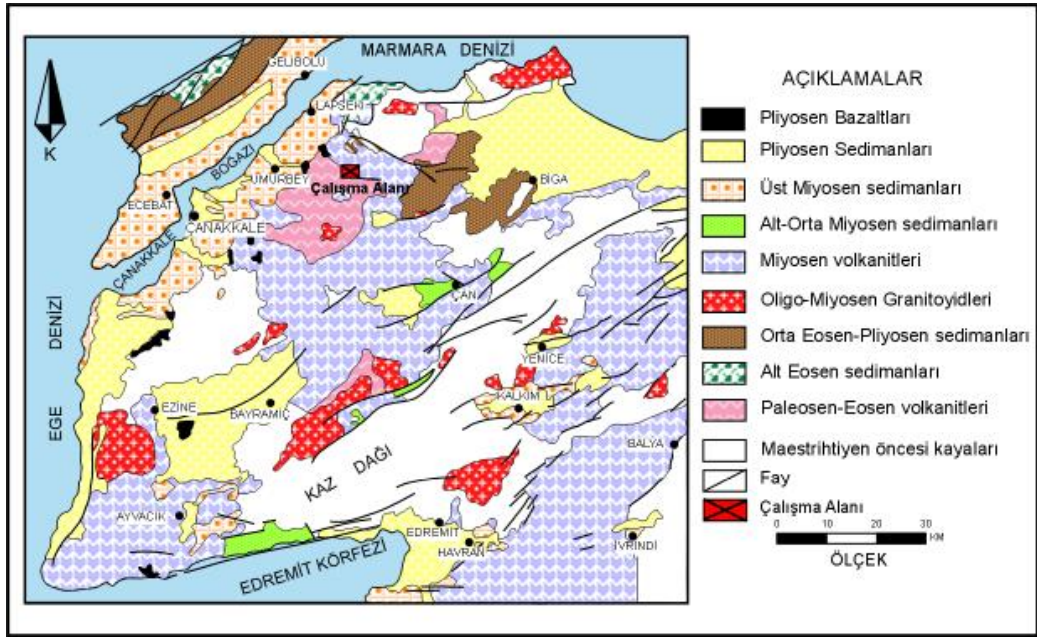 MARMARA DENİZİ
GELİBOLU
LAPSEKİ
K
ÇANAKKALE BOĞAZI
UMURBEY
Çalışma Alanı
BİGA
ECEBAT
ÇANAKKALE
ÇAN
EGE DENİZİ
YENİCE
EZİNE
BAYRAMİÇ
KALKIM
BALYA
KAZ DAĞI
AYVACIK
EDREMİT
HAVRAN
İVRİNDİ
EDREMİT KÖRFEZİ
AÇIKLAMALAR
Pliyosen Bazaltları
Pliyosen Sedimanları
Üst Miyosen sedimanları
Alt-Orta Miyosen sedimanları
Miyosen volkanitleri
Oligo-Miyosen Granitoyidleri
Orta Eosen-Pliyosen sedimanları
Alt Eosen sedimanları
Paleosen-Eosen volkanitleri
Maestrihtiyen öncesi kayaları
Fay
Çalışma Alanı
0 10 20 30 KM
ÖLÇEK